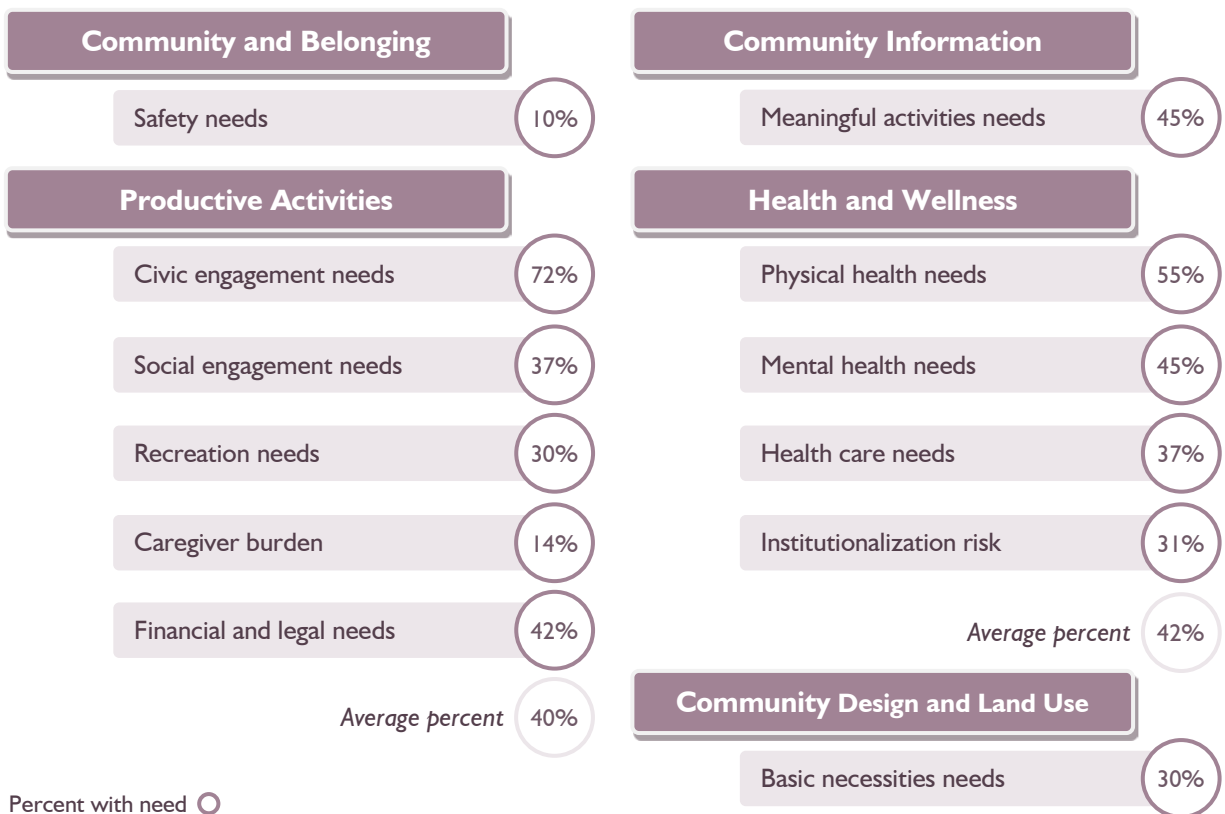 Community and Belonging
Safety needs 10%
Productive Activities
Civic engagement needs 72%
Social engagement needs 37%
Recreation needs 30%
Caregiver burden 14%
Financial and legal needs 42%
Average percent 40%
Percent with need
Community Information
Meaningful activities needs 45%
Health and Wellness
Physical health needs 55%
Mental health needs 45%
Health care needs 37%
Institutionalization risk 31%
Average percent 42%
Community Design and Land Use
Basic necessities needs 30%